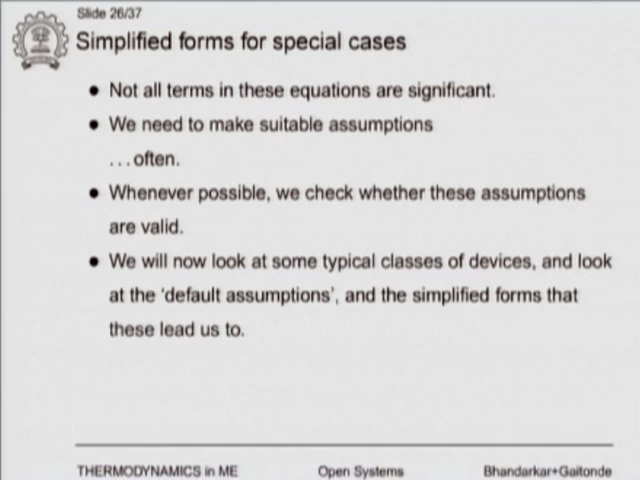 Slide 26/37
Simplified forms for special cases
• Not all terms in these equations are significant.
• We need to make suitable assumptions
...often.
• Whenever possible, we check whether these assumptions
are valid.
• We will now look at some typical classes of devices, and look
at the 'default assumptions', and the simplified forms that
these lead us to.
THERMODYNAMICS in ME Open Systems Bhandarkar+Gaitonde